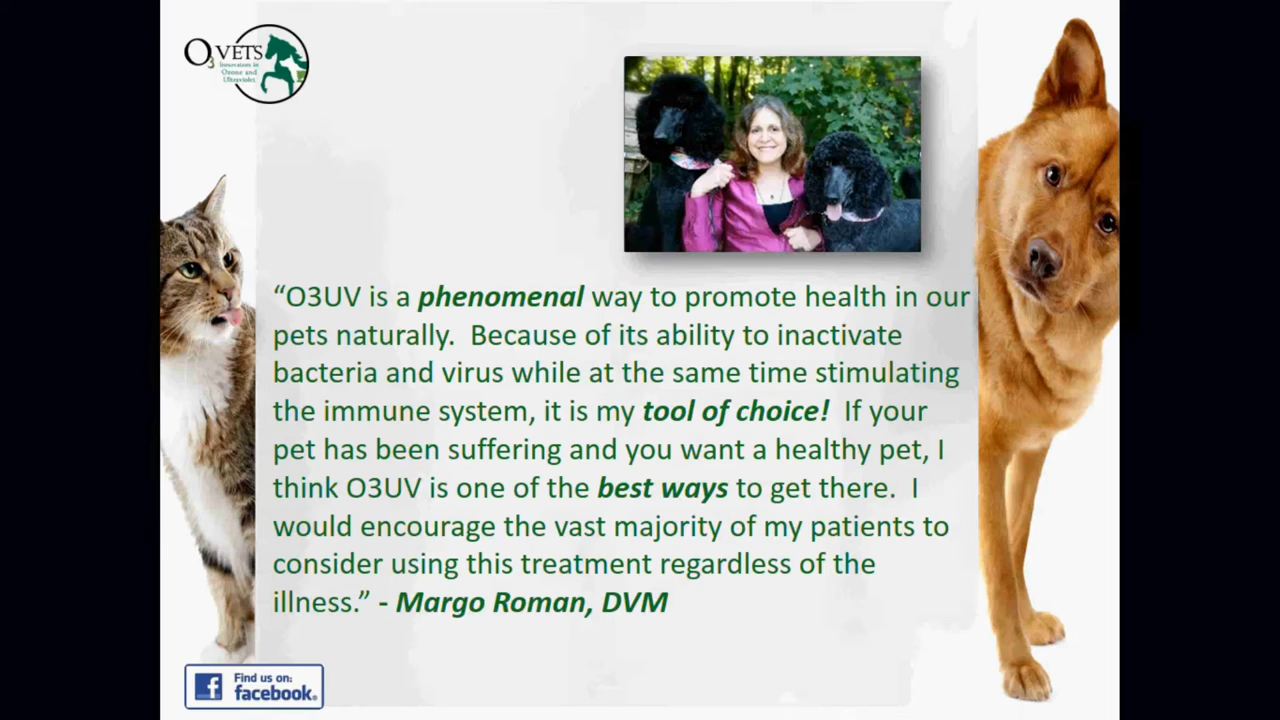 O3VETS
Innovators in
Ozone and
Ultraviolet
“O3UV is a phenomenal way to promote health in our
pets naturally.  Because of its ability to inactivate
bacteria and virus while at the same time stimulating
the immune system, it is my tool of choice!  If your
pet has been suffering and you want a healthy pet, I
think O3UV is one of the best ways to get there.  I
would encourage the vast majority of my patients to
consider using this treatment regardless of the
illness.” - Margo Roman, DVM
Find us on:
facebook®